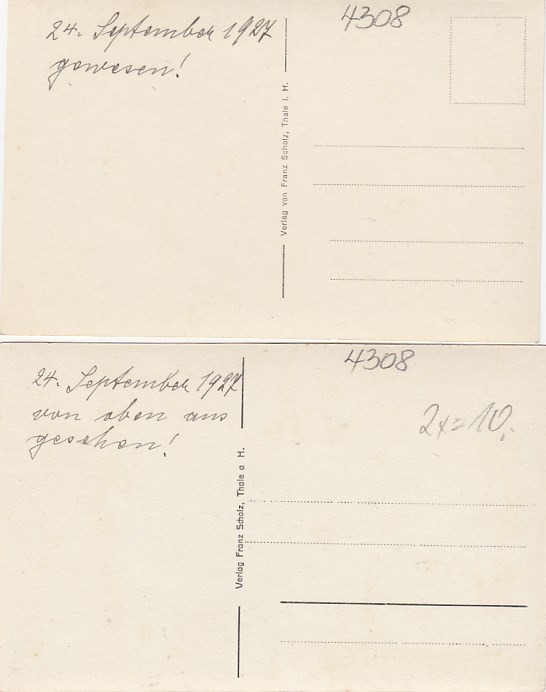 24. September 1927
gewesen!
4308
Verlag von Franz Scholz, Thale i. H.
24. September 1927
von oben aus
gesehen!
4308
2x=10,-
Verlag Franz Scholz, Thale a H.